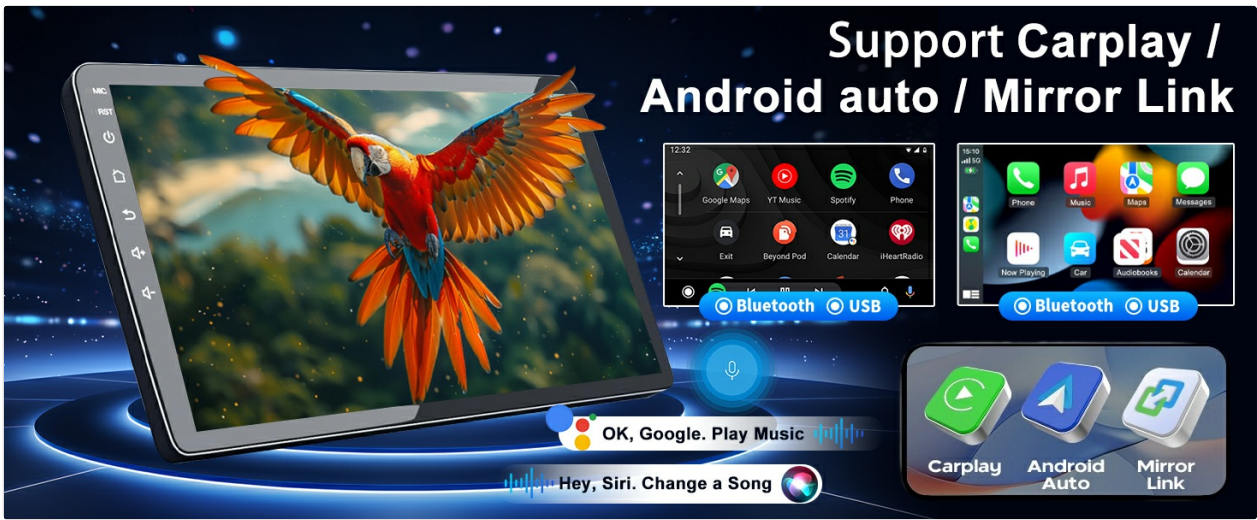 Support Carplay /
Android auto / Mirror Link
MIC
RST
12:32
Google Maps
YT Music
Spotify
Phone
Exit
Beyond Pod
31
Calendar
iHeartRadio
Bluetooth
USB
15:10
5G
Phone
Music
Maps
Messages
Now Playing
Car
Audiobooks
Calendar
Bluetooth
USB
OK, Google. Play Music
Hey, Siri. Change a Song
Carplay
Android
Auto
Mirror
Link